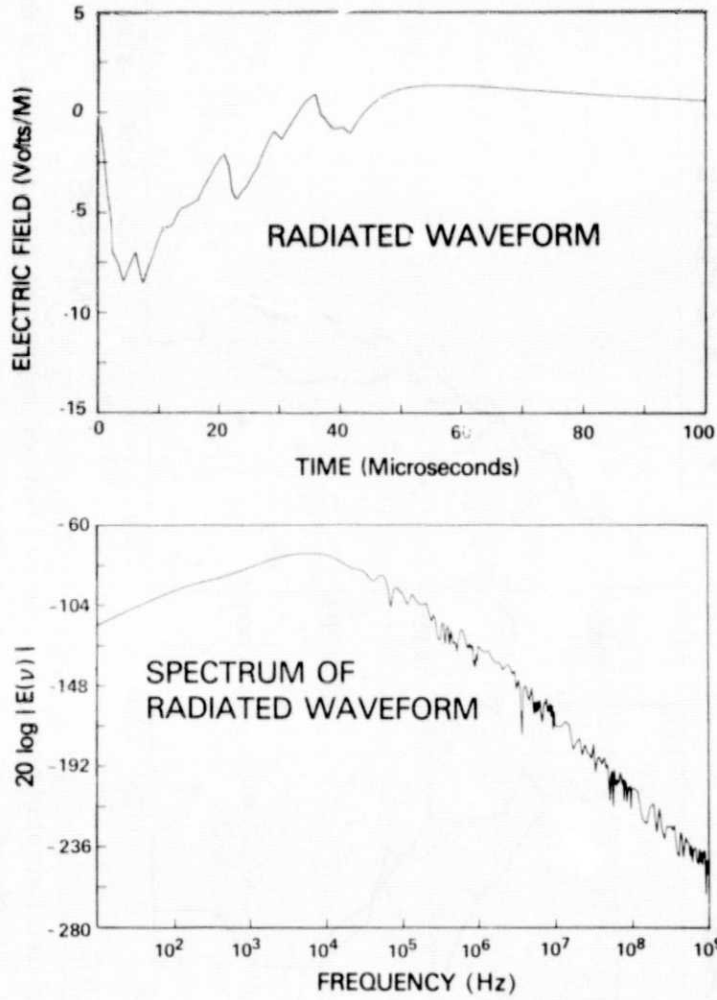 5
0
-5
-10
-15
ELECTRIC FIELD (Volts/M)
RADIATED WAVEFORM
0 20 40 60 80 100
TIME (Microseconds)
-60
-104
-148
-192
-236
-280
20 log |E(ν)|
SPECTRUM OF
RADIATED WAVEFORM
10² 10³ 10⁴ 10⁵ 10⁶ 10⁷ 10⁸ 10⁹
FREQUENCY (Hz)